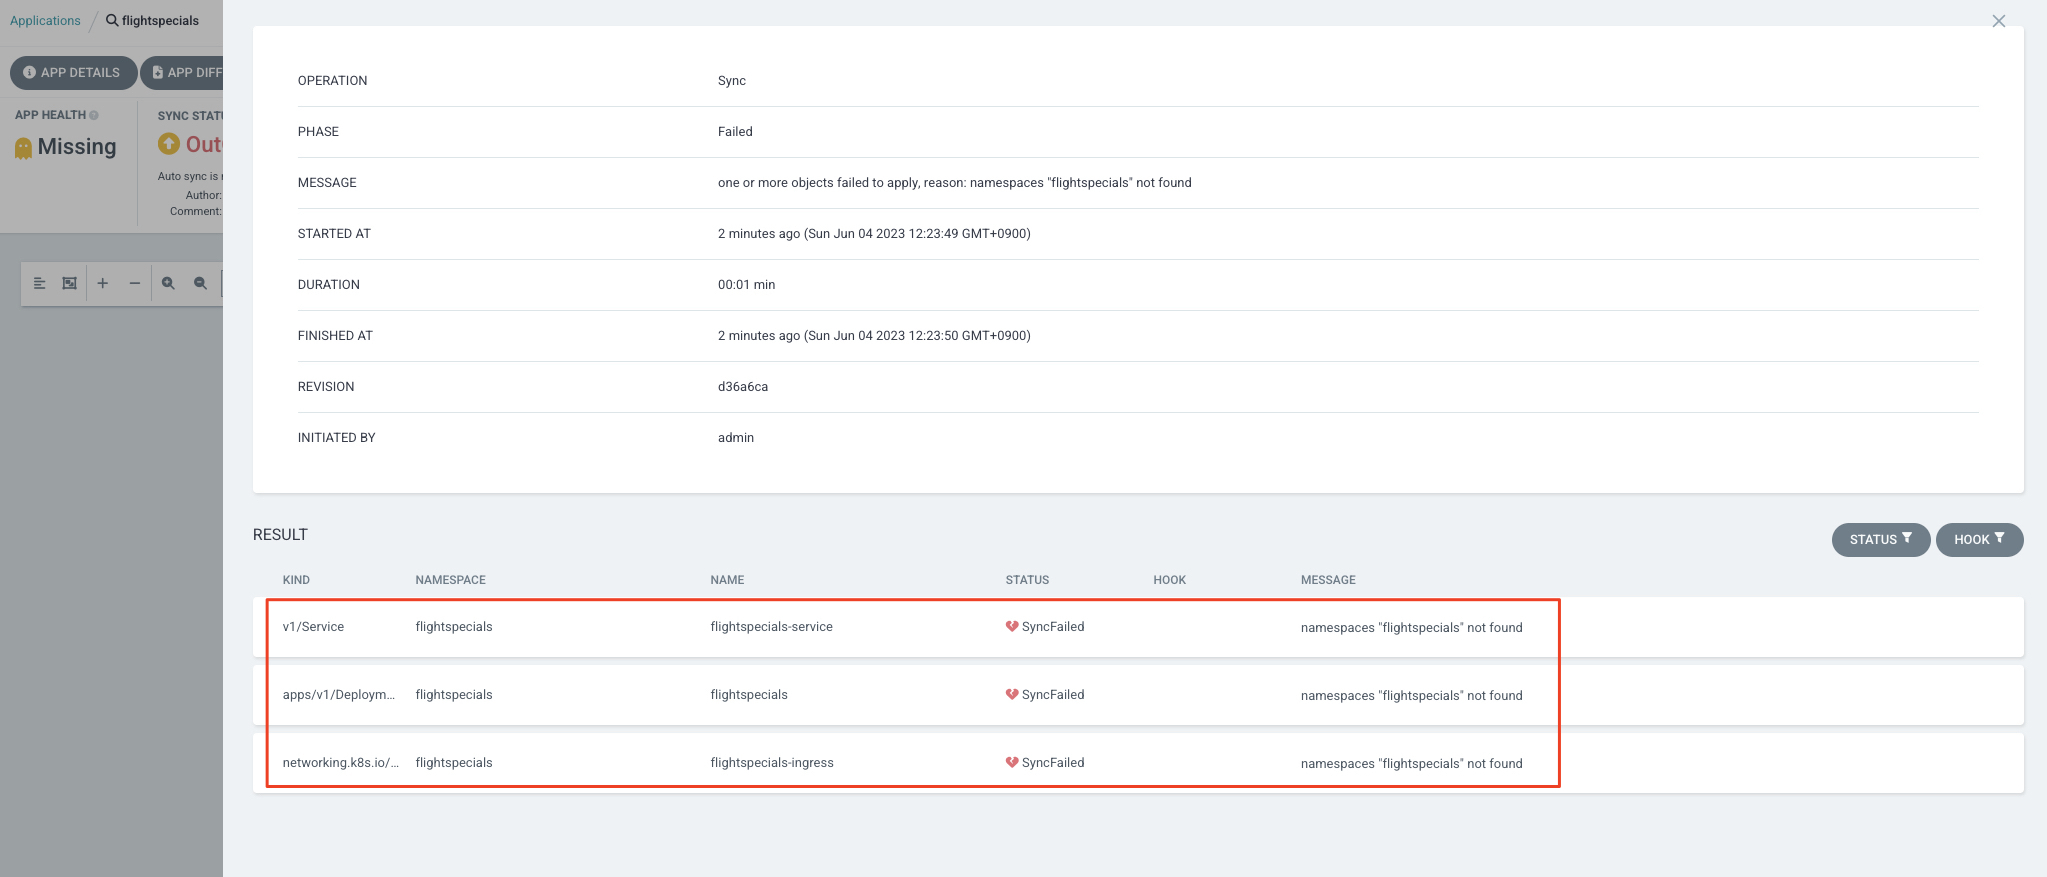 Applications / flightspecials
APP DETAILS
APP DIFF
APP HEALTH
Missing
SYNC STATU
Out
Auto sync is
Author:
Comment:
OPERATION Sync
PHASE Failed
MESSAGE one or more objects failed to apply, reason: namespaces "flightspecials" not found
STARTED AT 2 minutes ago (Sun Jun 04 2023 12:23:49 GMT+0900)
DURATION 00:01 min
FINISHED AT 2 minutes ago (Sun Jun 04 2023 12:23:50 GMT+0900)
REVISION d36a6ca
INITIATED BY admin
RESULT
STATUS
HOOK
KIND NAMESPACE NAME STATUS HOOK MESSAGE
v1/Service flightspecials flightspecials-service SyncFailed namespaces "flightspecials" not found
apps/v1/Deploym... flightspecials flightspecials SyncFailed namespaces "flightspecials" not found
networking.k8s.io/... flightspecials flightspecials-ingress SyncFailed namespaces "flightspecials" not found